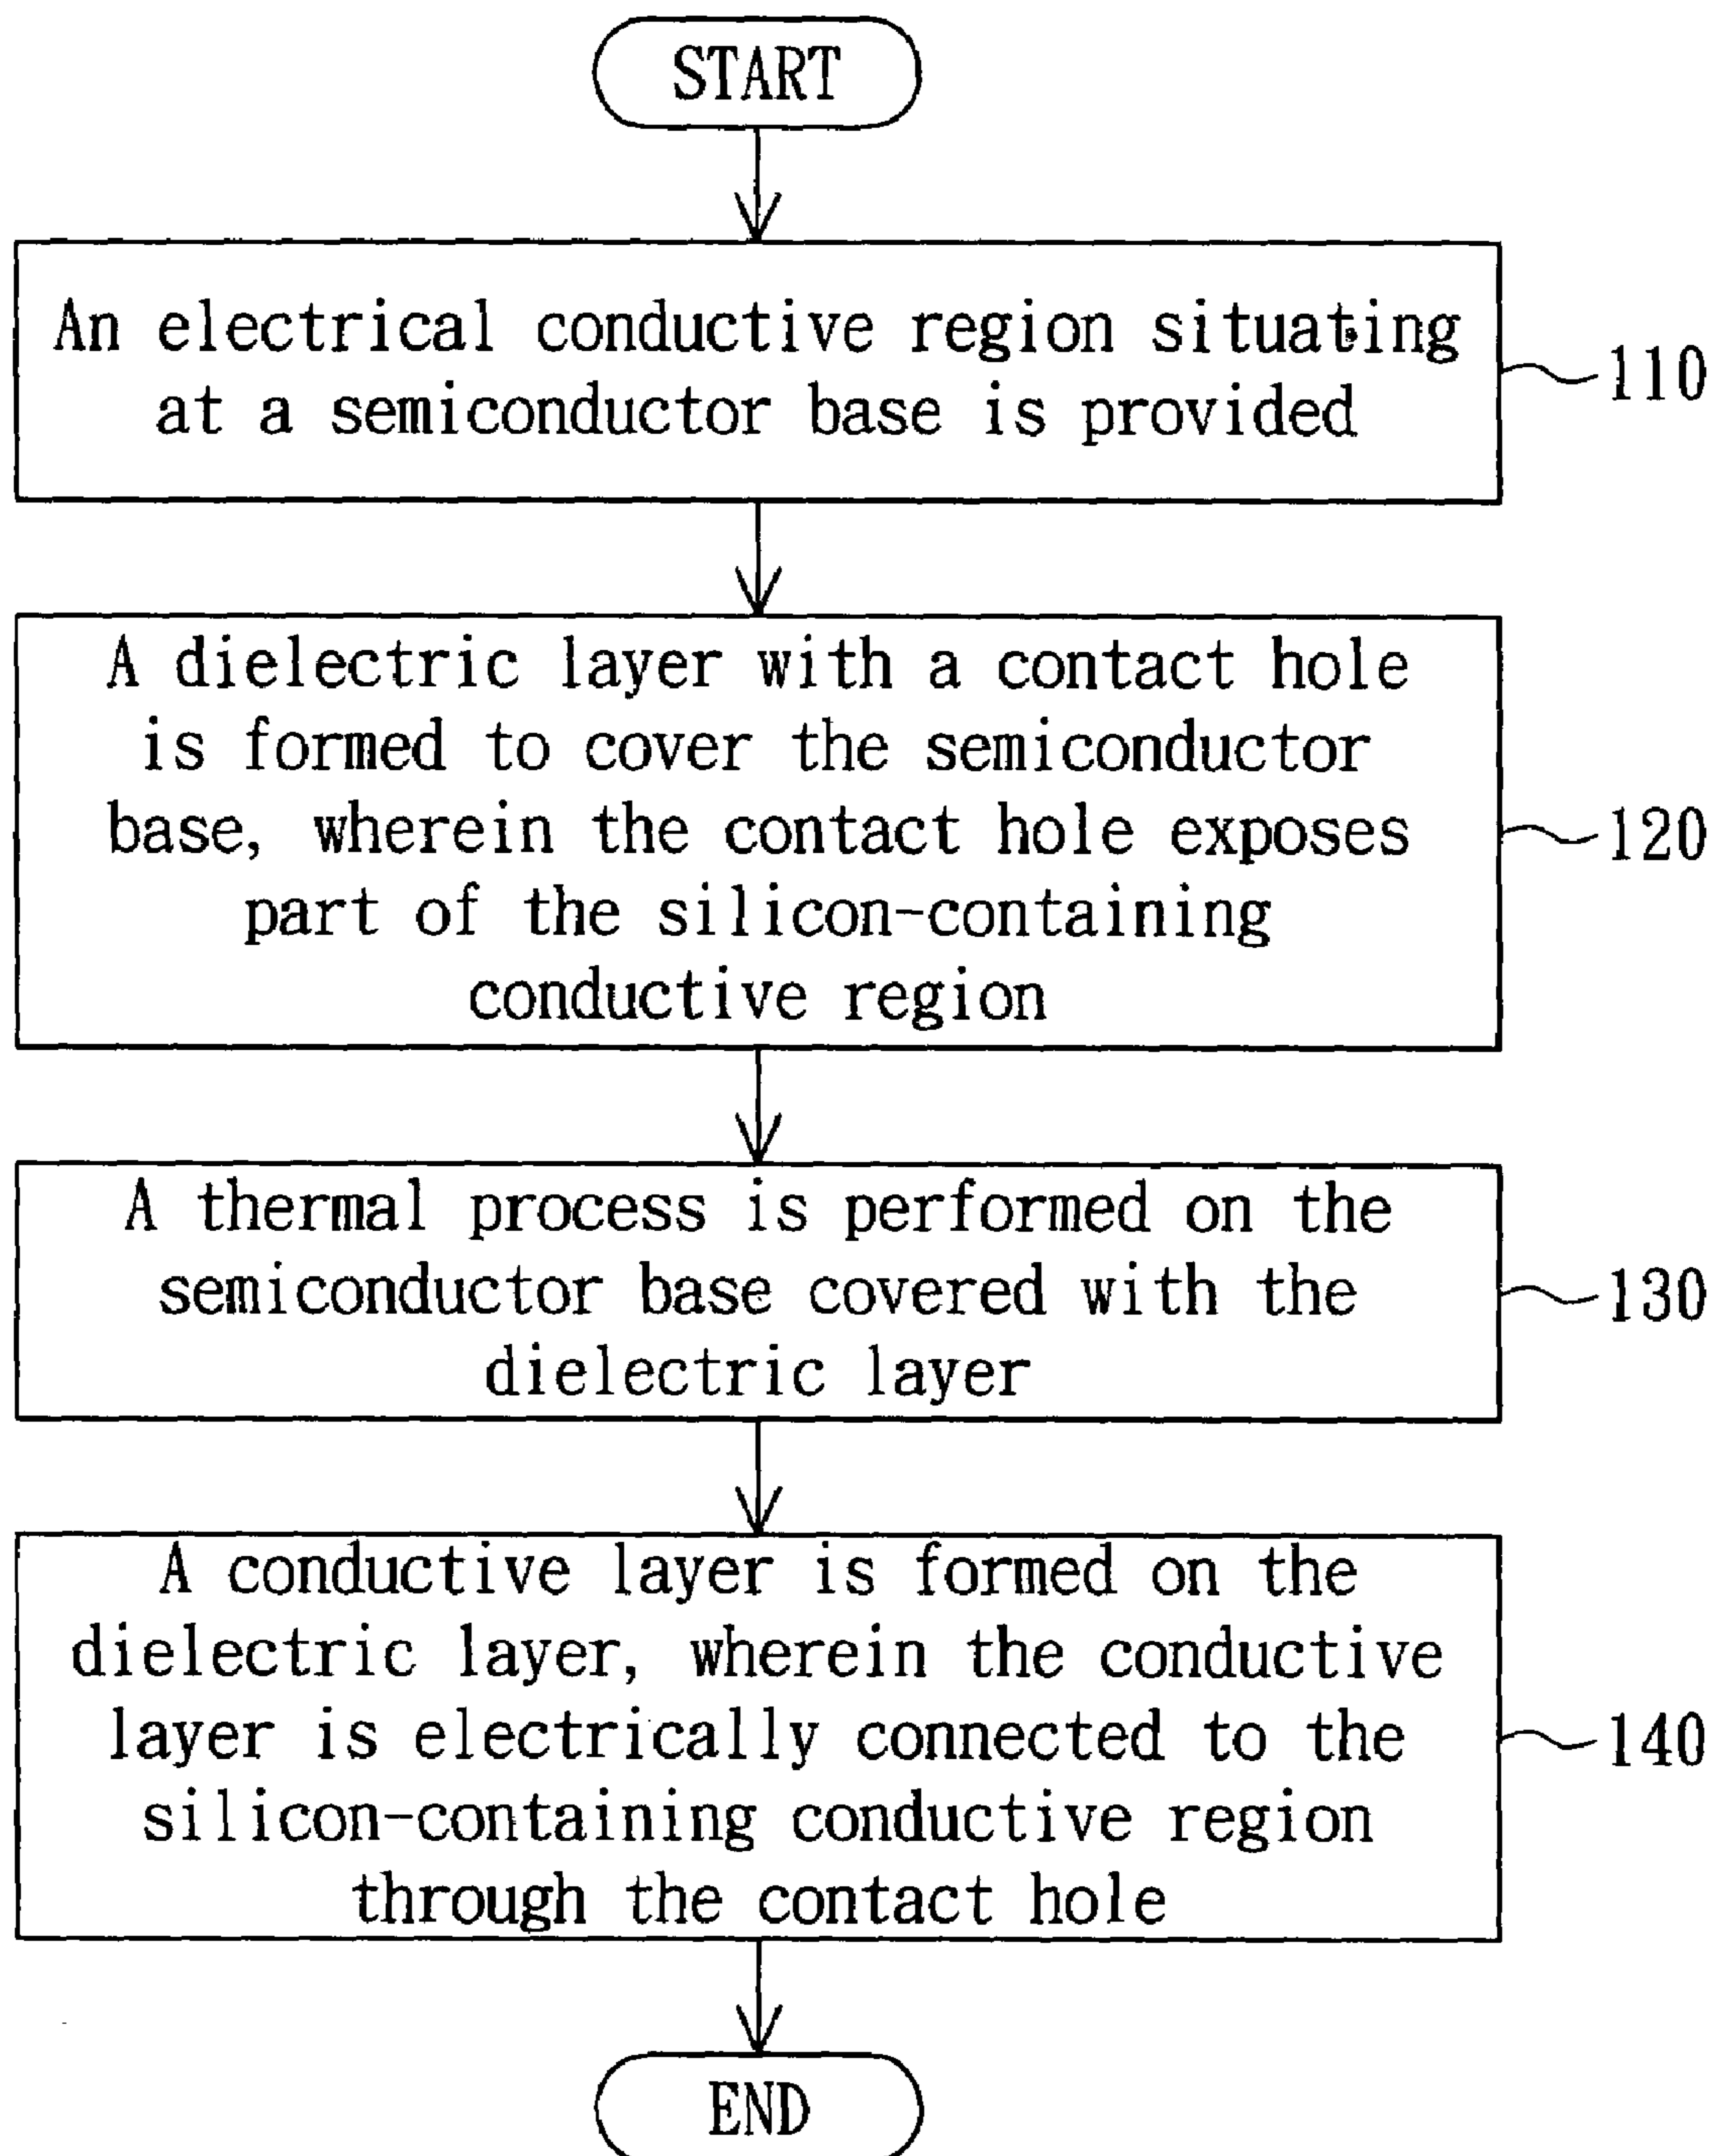 START
An electrical conductive region situating
at a semiconductor base is provided
110
A dielectric layer with a contact hole
is formed to cover the semiconductor
base, wherein the contact hole exposes
part of the silicon-containing
conductive region
120
A thermal process is performed on the
semiconductor base covered with the
dielectric layer
130
A conductive layer is formed on the
dielectric layer, wherein the conductive
layer is electrically connected to the
silicon-containing conductive region
through the contact hole
140
END